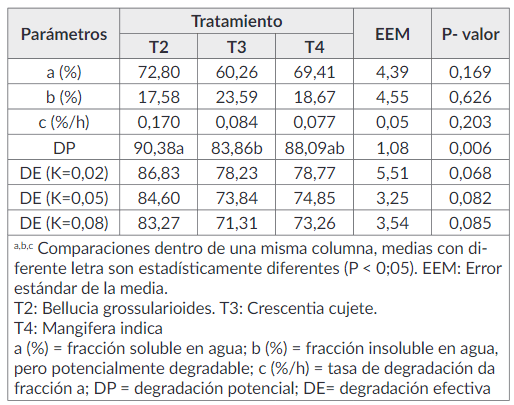 Parámetros Tratamiento EEM P- valor
T2 T3 T4
a (%) 72,80 60,26 69,41 4,39 0,169
b (%) 17,58 23,59 18,67 4,55 0,626
c (%/h) 0,170 0,084 0,077 0,05 0,203
DP 90,38a 83,86b 88,09ab 1,08 0,006
DE (K=0,02) 86,83 78,23 78,77 5,51 0,068
DE (K=0,05) 84,60 73,84 74,85 3,25 0,082
DE (K=0,08) 83,27 71,31 73,26 3,54 0,085
a,b,c Comparaciones dentro de una misma columna, medias con di-
ferente letra son estadísticamente diferentes (P < 0;05). EEM: Error
estándar de la media.
T2: Bellucia grossularioides. T3: Crescentia cujete.
T4: Mangifera indica
a (%) = fracción soluble en agua; b (%) = fracción insoluble en agua,
pero potencialmente degradable; c (%/h) = tasa de degradación da
fracción a; DP = degradación potencial; DE= degradación efectiva